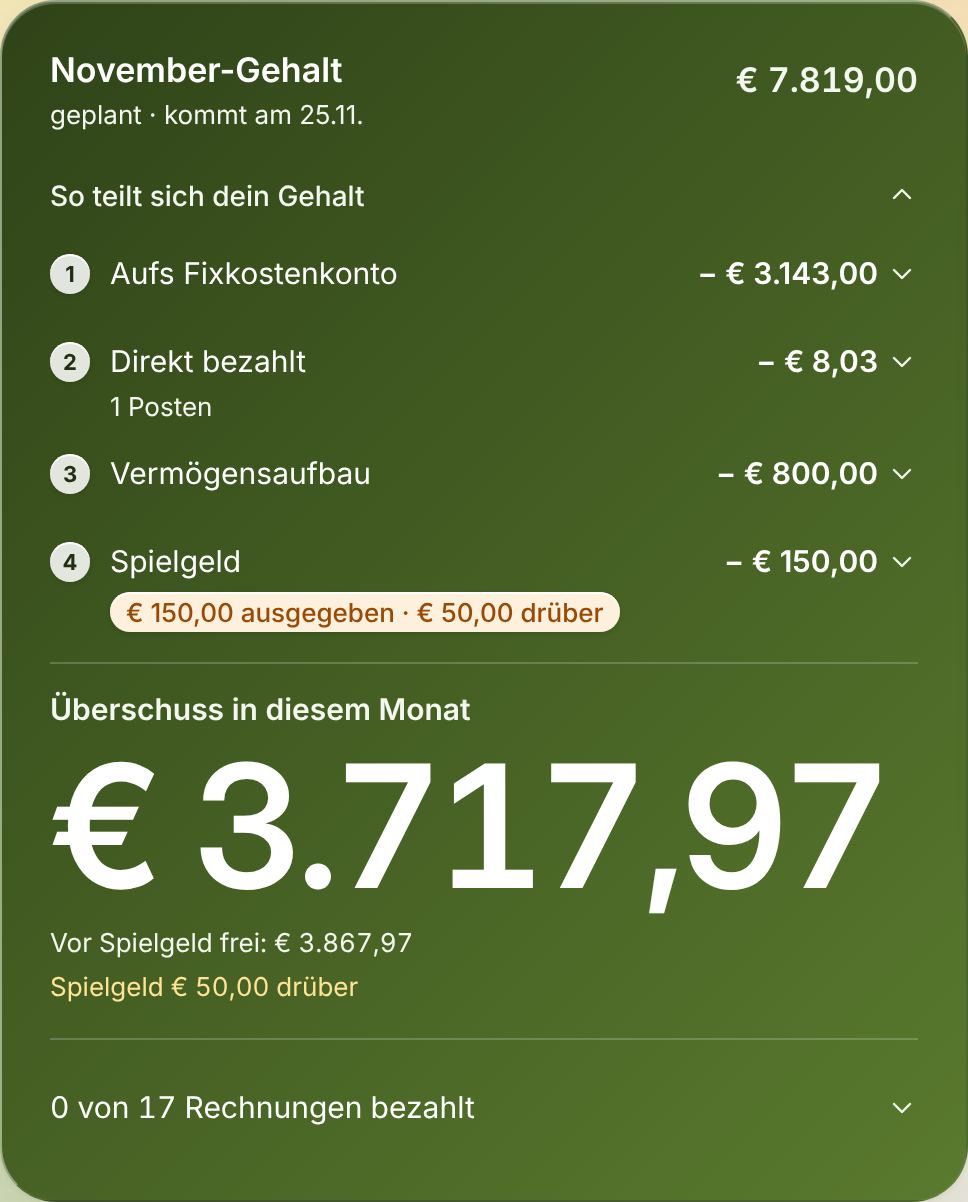 November-Gehalt
€ 7.819,00
geplant · kommt am 25.11.
So teilt sich dein Gehalt
1 Aufs Fixkostenkonto – € 3.143,00
2 Direkt bezahlt – € 8,03
1 Posten
3 Vermögensaufbau – € 800,00
4 Spielgeld – € 150,00
€ 150,00 ausgegeben · € 50,00 drüber
Überschuss in diesem Monat
€ 3.717,97
Vor Spielgeld frei: € 3.867,97
Spielgeld € 50,00 drüber
0 von 17 Rechnungen bezahlt